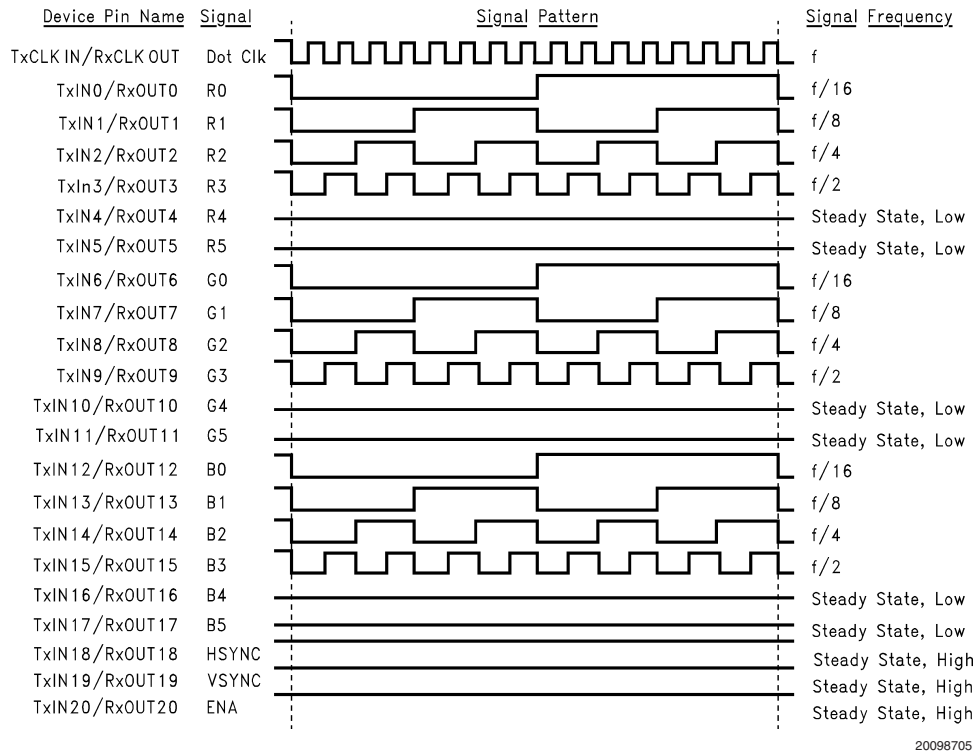 Device Pin Name Signal Signal Pattern Signal Frequency
TxCLK IN/RxCLK OUT Dot Clk f
TxIN0/RxOUT0 R0 f/16
TxIN1/RxOUT1 R1 f/8
TxIN2/RxOUT2 R2 f/4
TxIn3/RxOUT3 R3 f/2
TxIN4/RxOUT4 R4 Steady State, Low
TxIN5/RxOUT5 R5 Steady State, Low
TxIN6/RxOUT6 G0 f/16
TxIN7/RxOUT7 G1 f/8
TxIN8/RxOUT8 G2 f/4
TxIN9/RxOUT9 G3 f/2
TxIN10/RxOUT10 G4 Steady State, Low
TxIN11/RxOUT11 G5 Steady State, Low
TxIN12/RxOUT12 B0 f/16
TxIN13/RxOUT13 B1 f/8
TxIN14/RxOUT14 B2 f/4
TxIN15/RxOUT15 B3 f/2
TxIN16/RxOUT16 B4 Steady State, Low
TxIN17/RxOUT17 B5 Steady State, Low
TxIN18/RxOUT18 HSYNC Steady State, High
TxIN19/RxOUT19 VSYNC Steady State, High
TxIN20/RxOUT20 ENA Steady State, High
20098705